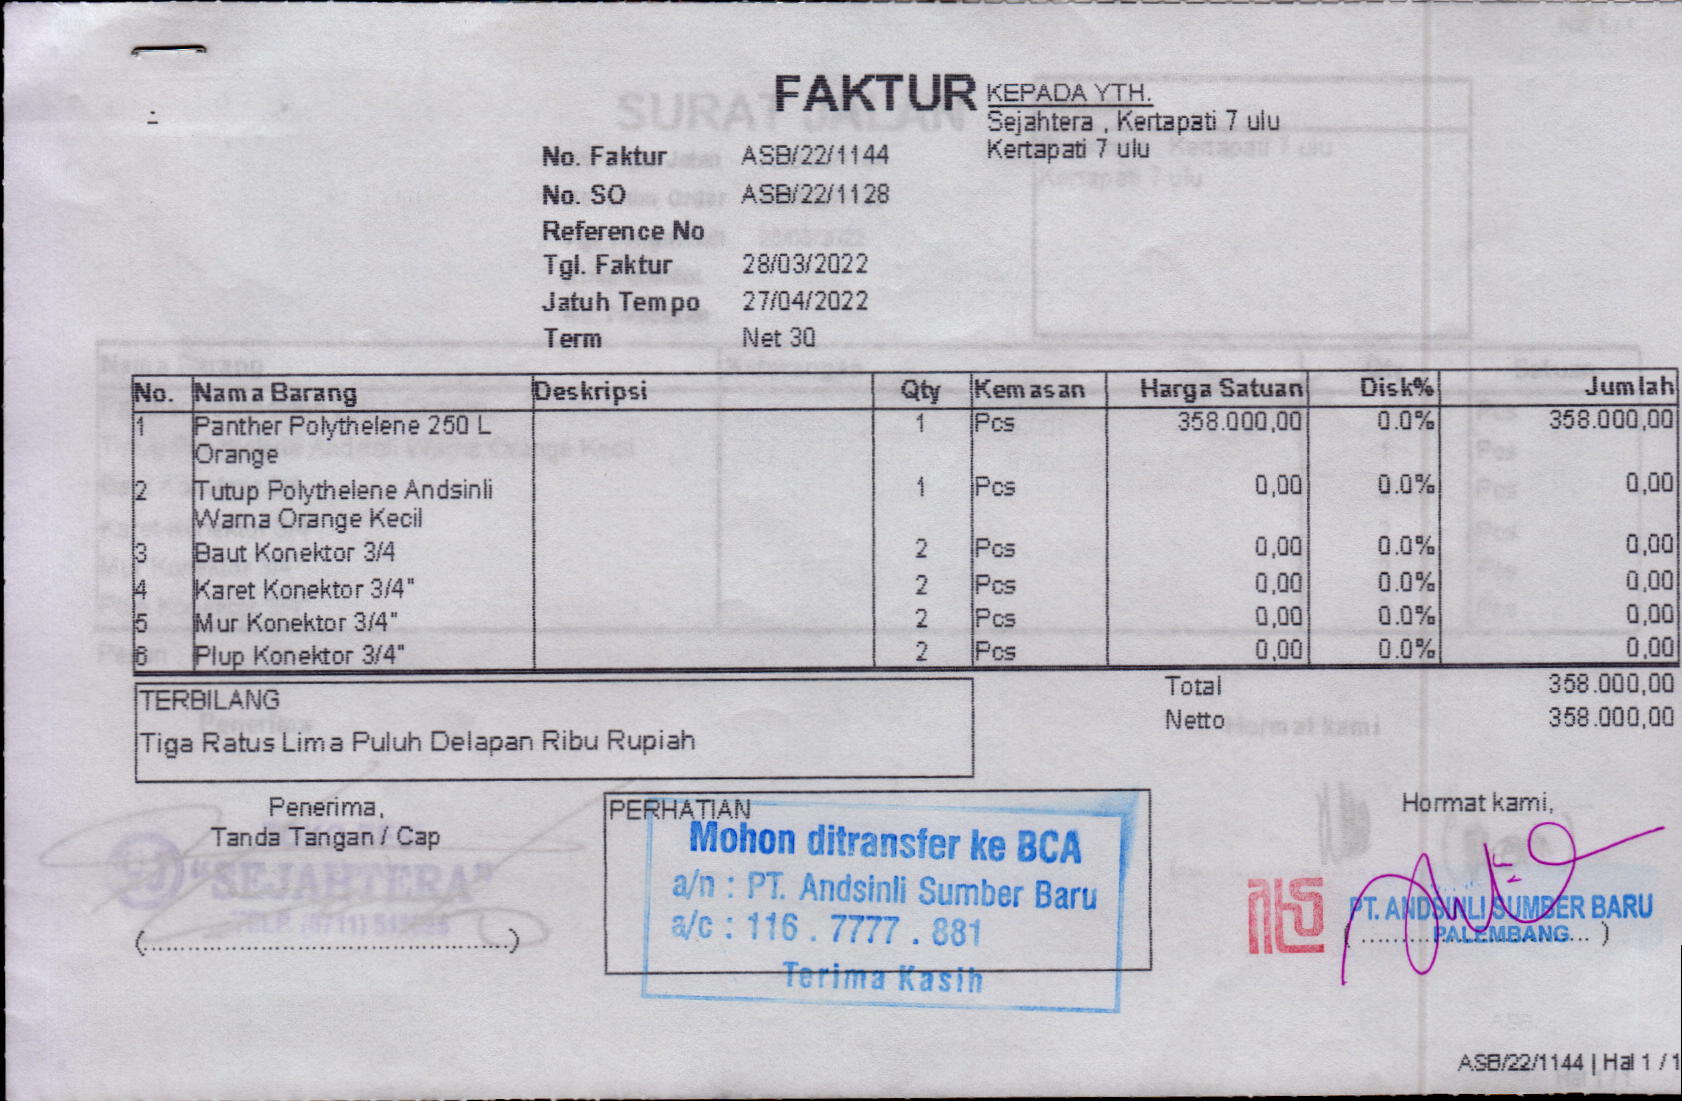 FAKTUR
KEPADA YTH.
Sejahtera , Kertapati 7 ulu
Kertapati 7 ulu
No. Faktur ASB/22/1144
No. SO ASB/22/1128
Reference No
Tgl. Faktur 28/03/2022
Jatuh Tempo 27/04/2022
Term Net 30
No. Nama Barang Deskripsi Qty Kemasan Harga Satuan Disk% Jumlah
1 Panther Polythelene 250 L 1 Pcs 358.000,00 0.0% 358.000,00
Orange
2 Tutup Polythelene Andsinli 1 Pcs 0,00 0.0% 0,00
Warna Orange Kecil
3 Baut Konektor 3/4 2 Pcs 0,00 0.0% 0,00
4 Karet Konektor 3/4" 2 Pcs 0,00 0.0% 0,00
5 Mur Konektor 3/4" 2 Pcs 0,00 0.0% 0,00
6 Plup Konektor 3/4" 2 Pcs 0,00 0.0% 0,00
Total 358.000,00
Netto 358.000,00
TERBILANG
Tiga Ratus Lima Puluh Delapan Ribu Rupiah
Penerima,
Tanda Tangan / Cap
"SEJAHTERA"
(..............................................)
PERHATIAN
Mohon ditransfer ke BCA
a/n : PT. Andsinli Sumber Baru
a/c : 116 . 7777 . 881
Terima Kasih
Hormat kami,
PT. ANDSINLI SUMBER BARU
PALEMBANG
ASB/22/1144 | Hal 1 / 1